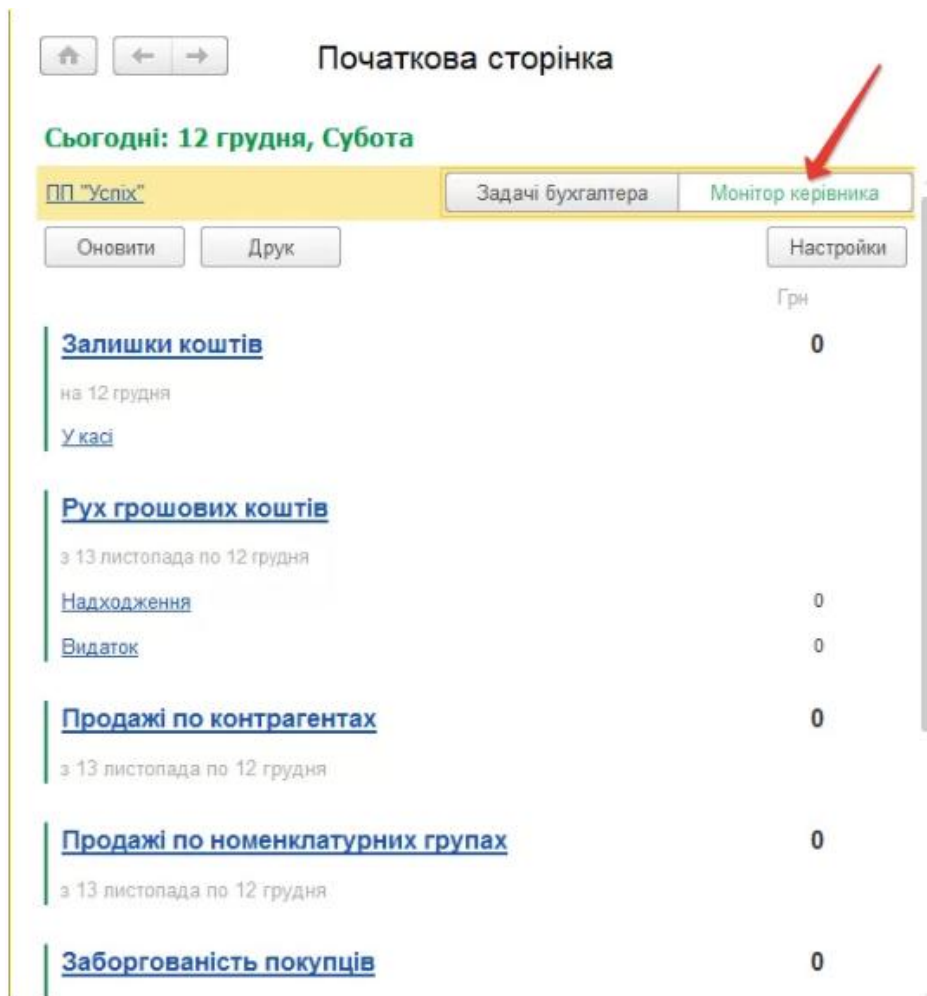 Початкова сторінка
Сьогодні: 12 грудня, Субота
ПП "Успіх" Задачі бухгалтера Монітор керівника
Оновити Друк Настройки
Грн
Залишки коштів 0
на 12 грудня
У касі
Рух грошових коштів
з 13 листопада по 12 грудня
Надходження 0
Видаток 0
Продажі по контрагентах 0
з 13 листопада по 12 грудня
Продажі по номенклатурних групах 0
з 13 листопада по 12 грудня
Заборгованість покупців 0